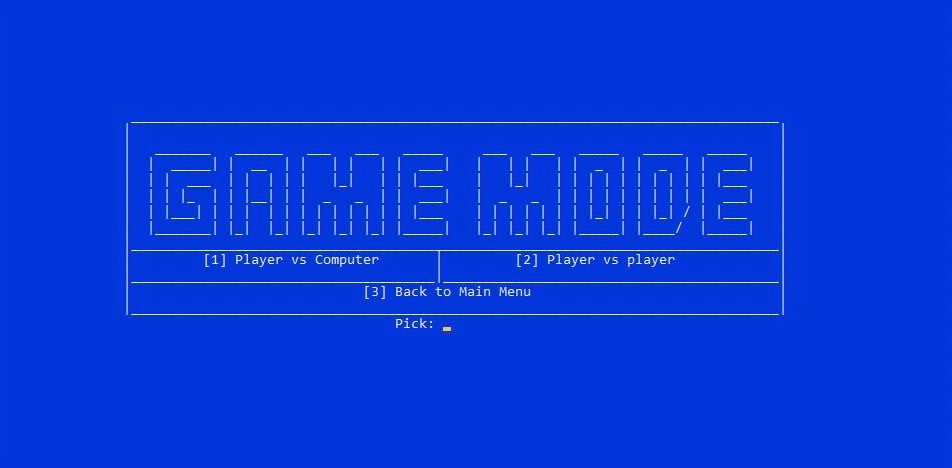 GAME MODE
[1] Player vs Computer
[2] Player vs player
[3] Back to Main Menu
Pick: